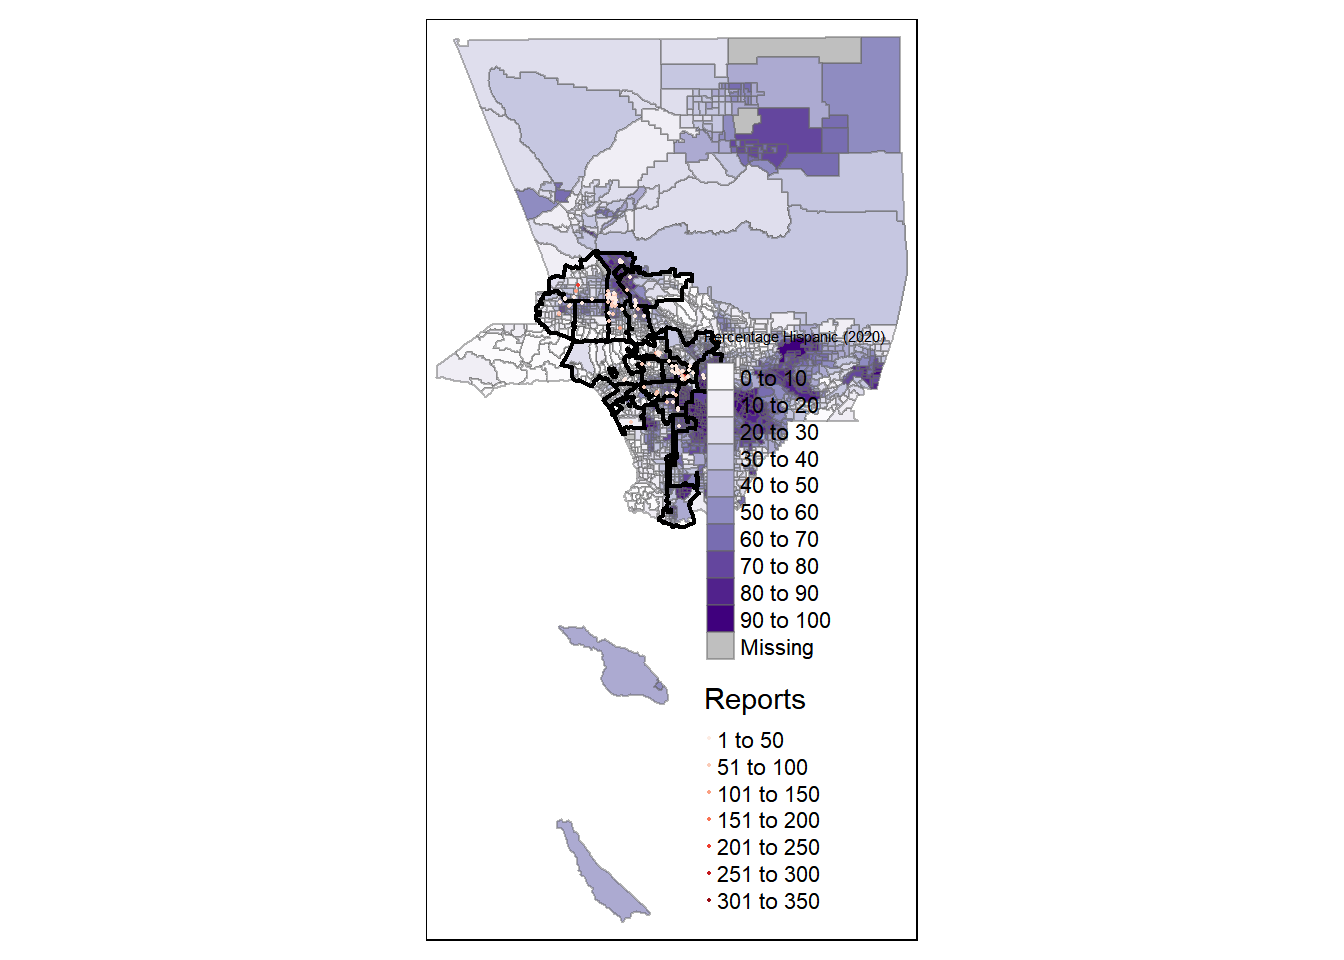 Percentage Hispanic (2020)
0 to 10
10 to 20
20 to 30
30 to 40
40 to 50
50 to 60
60 to 70
70 to 80
80 to 90
90 to 100
Missing
Reports
1 to 50
51 to 100
101 to 150
151 to 200
201 to 250
251 to 300
301 to 350